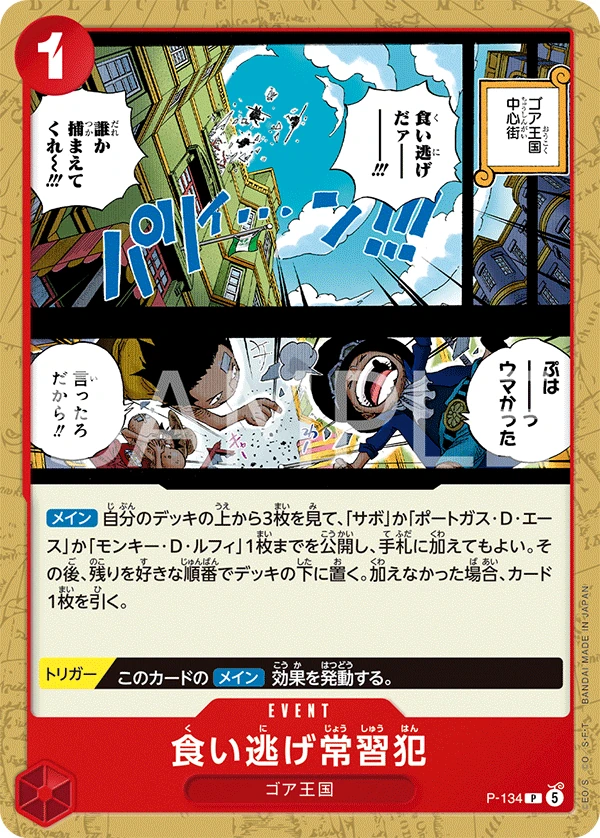 1
ゴア王国
中心街
食い逃げ
だァ――
――!!!
誰か
捕まえて
くれ〜!!!
パリィ…ン!!!
ぷは
――っ
ウマかった
言ったろ
だから!!
SAMPLE
メイン 自分のデッキの上から3枚を見て、「サボ」か「ポートガス・D・エー
ス」か「モンキー・D・ルフィ」1枚までを公開し、手札に加えてもよい。そ
の後、残りを好きな順番でデッキの下に置く。加えなかった場合、カード
1枚を引く。
トリガー このカードの メイン 効果を発動する。
EVENT
食い逃げ常習犯
ゴア王国
P-134 P 5
BANDAI MADE IN JAPAN